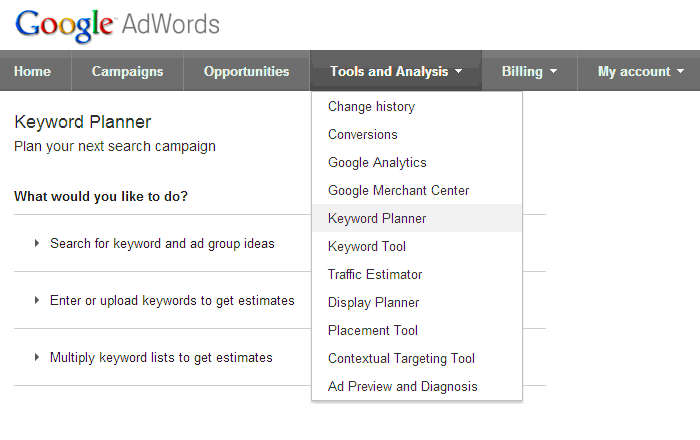 Google AdWords
Home Campaigns Opportunities Tools and Analysis Billing My account
Keyword Planner
Plan your next search campaign
What would you like to do?
Search for keyword and ad group ideas
Enter or upload keywords to get estimates
Multiply keyword lists to get estimates
Change history
Conversions
Google Analytics
Google Merchant Center
Keyword Planner
Keyword Tool
Traffic Estimator
Display Planner
Placement Tool
Contextual Targeting Tool
Ad Preview and Diagnosis